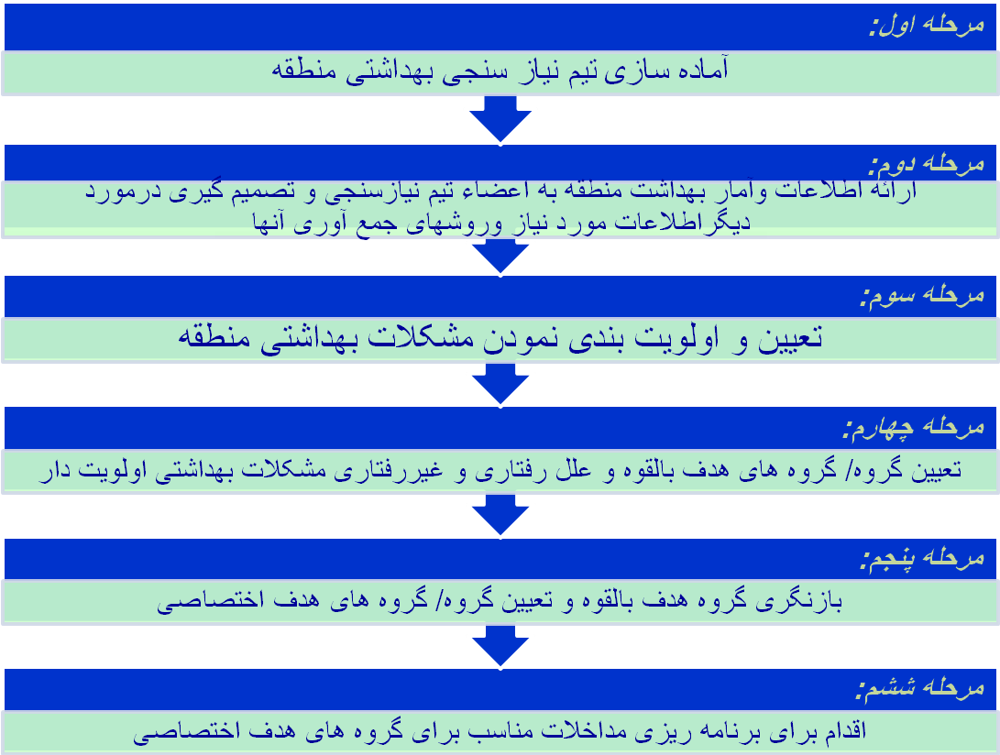 مرحله اول:
آماده سازی تیم نیاز سنجی بهداشتی منطقه
مرحله دوم:
ارائه اطلاعات وآمار بهداشت منطقه به اعضاء تیم نیازسنجی و تصمیم گیری درمورد
دیگراطلاعات مورد نیاز وروشهای جمع آوری آنها
مرحله سوم:
تعیین و اولویت بندی نمودن مشکلات بهداشتی منطقه
مرحله چهارم:
تعیین گروه/ گروه های هدف بالقوه و علل رفتاری و غیررفتاری مشکلات بهداشتی اولویت دار
مرحله پنجم:
بازنگری گروه هدف بالقوه و تعیین گروه/ گروه های هدف اختصاصی
مرحله ششم:
اقدام برای برنامه ریزی مداخلات مناسب برای گروه های هدف اختصاصی